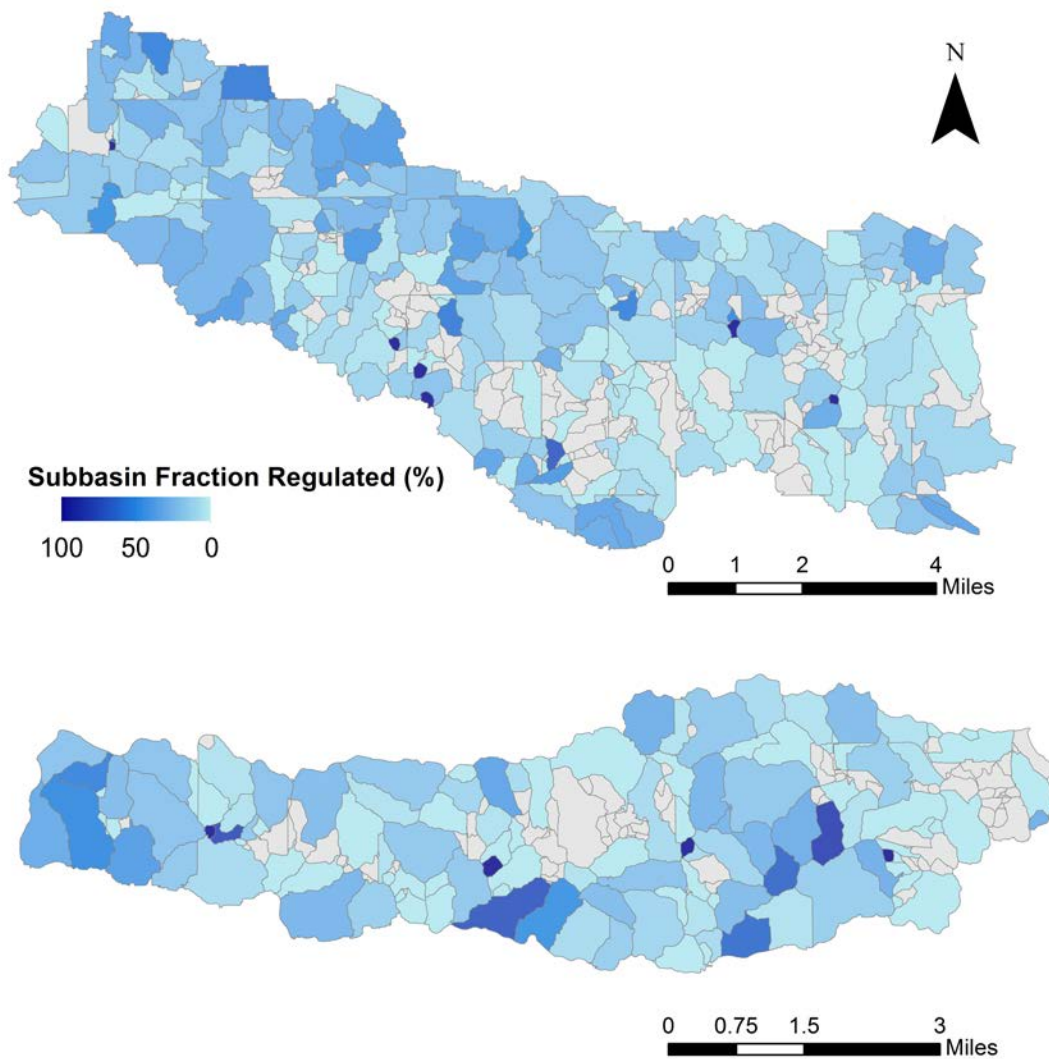 N
Subbasin Fraction Regulated (%)
100 50 0
0 1 2 4
Miles
0 0.75 1.5 3
Miles